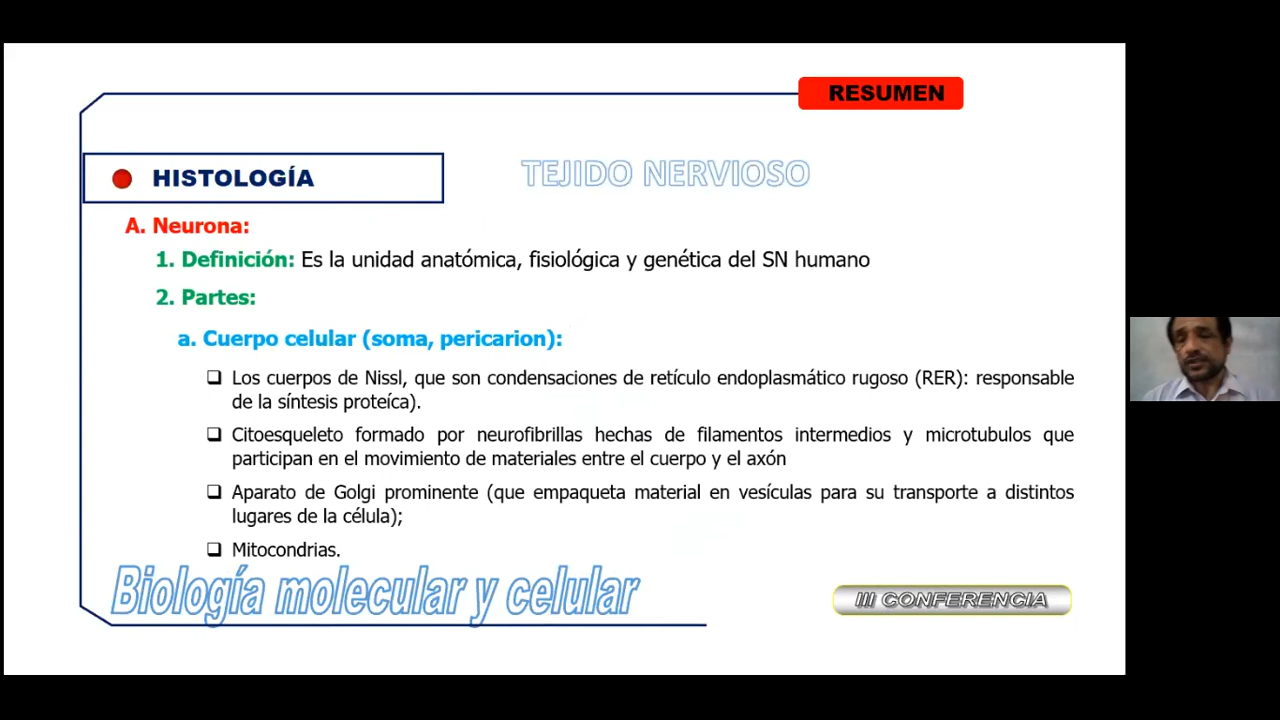 RESUMEN
HISTOLOGÍA
TEJIDO NERVIOSO
A. Neurona:
1. Definición: Es la unidad anatómica, fisiológica y genética del SN humano
2. Partes:
a. Cuerpo celular (soma, pericarion):
Los cuerpos de Nissl, que son condensaciones de retículo endoplasmático rugoso (RER): responsable
de la síntesis proteíca).
Citoesqueleto formado por neurofibrillas hechas de filamentos intermedios y microtubulos que
participan en el movimiento de materiales entre el cuerpo y el axón
Aparato de Golgi prominente (que empaqueta material en vesículas para su transporte a distintos
lugares de la célula);
Mitocondrias.
Biología molecular y celular
III CONFERENCIA